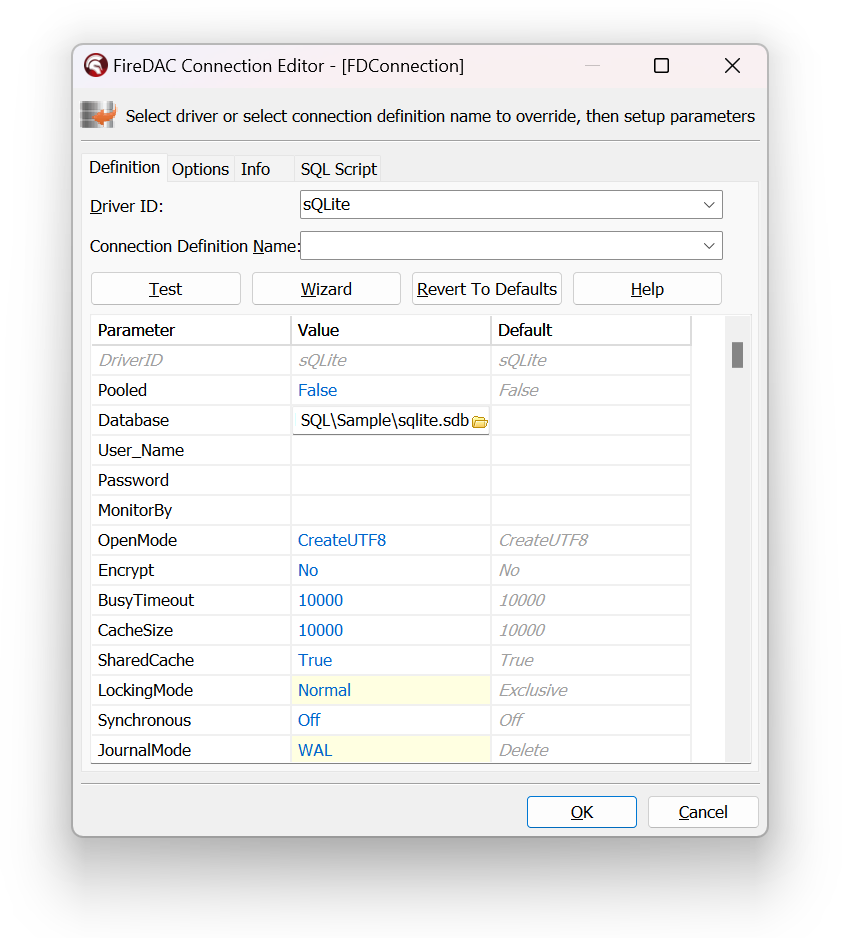 FireDAC Connection Editor - [FDConnection]
Select driver or select connection definition name to override, then setup parameters
Definition Options Info SQL Script
Driver ID: sQLite
Connection Definition Name:
Test Wizard Revert To Defaults Help
Parameter Value Default
DriverID sQLite sQLite
Pooled False False
Database SQL\Sample\sqlite.sdb
User_Name
Password
MonitorBy
OpenMode CreateUTF8 CreateUTF8
Encrypt No No
BusyTimeout 10000 10000
CacheSize 10000 10000
SharedCache True True
LockingMode Normal Exclusive
Synchronous Off Off
JournalMode WAL Delete
OK Cancel